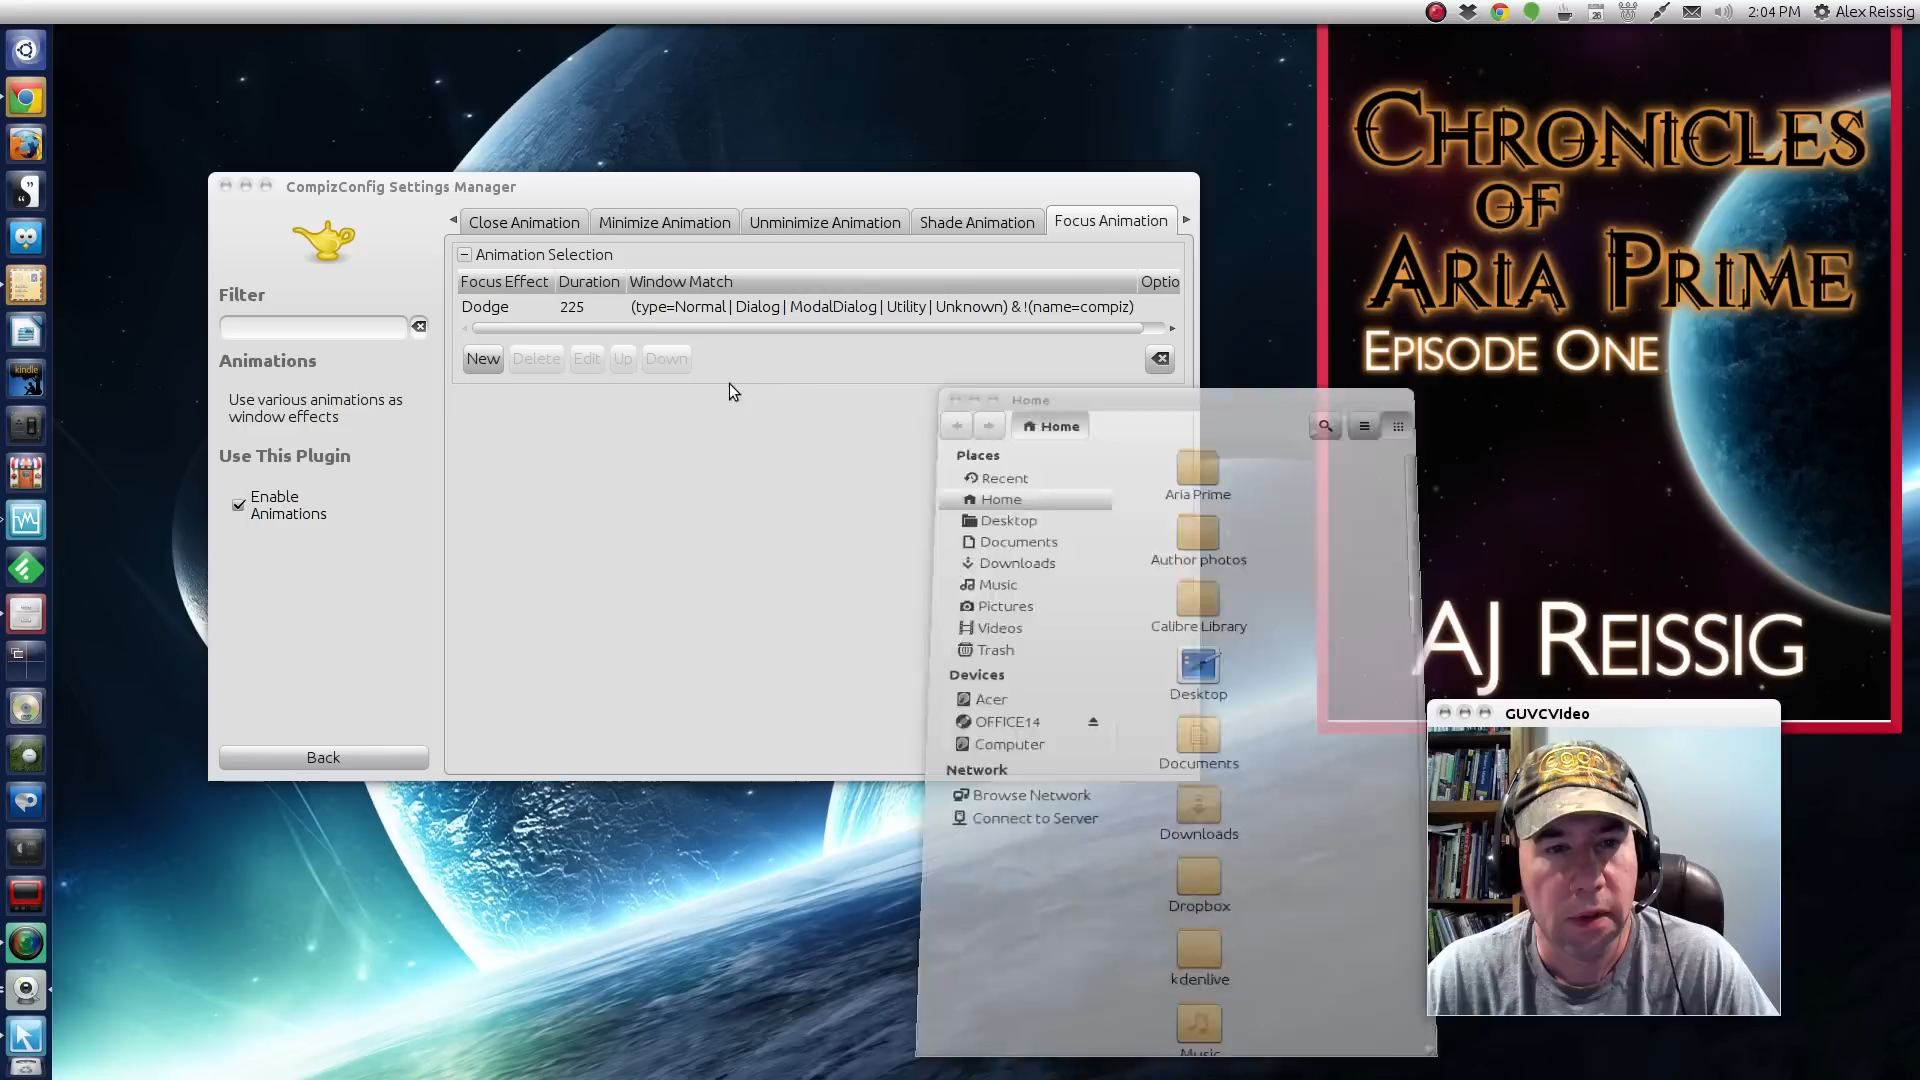 2:04 PM Alex Reissig
26
CompizConfig Settings Manager
Close Animation Minimize Animation Unminimize Animation Shade Animation Focus Animation
Animation Selection
Focus Effect Duration Window Match Optio
Dodge 225 (type=Normal | Dialog | ModalDialog | Utility | Unknown) & !(name=compiz)
New Delete Edit Up Down
Filter
Animations
Use various animations as
window effects
Use This Plugin
Enable
Animations
Back
Home
Home
Places
Recent
Home
Desktop
Documents
Downloads
Music
Pictures
Videos
Trash
Devices
Acer
OFFICE14
Computer
Network
Browse Network
Connect to Server
Aria Prime
Author photos
Calibre Library
Desktop
Documents
Downloads
Dropbox
kdenlive
Music
CHRONICLES
OF
ARIA PRIME
EPISODE ONE
AJ REISSIG
GUVCVIdeo
kindle